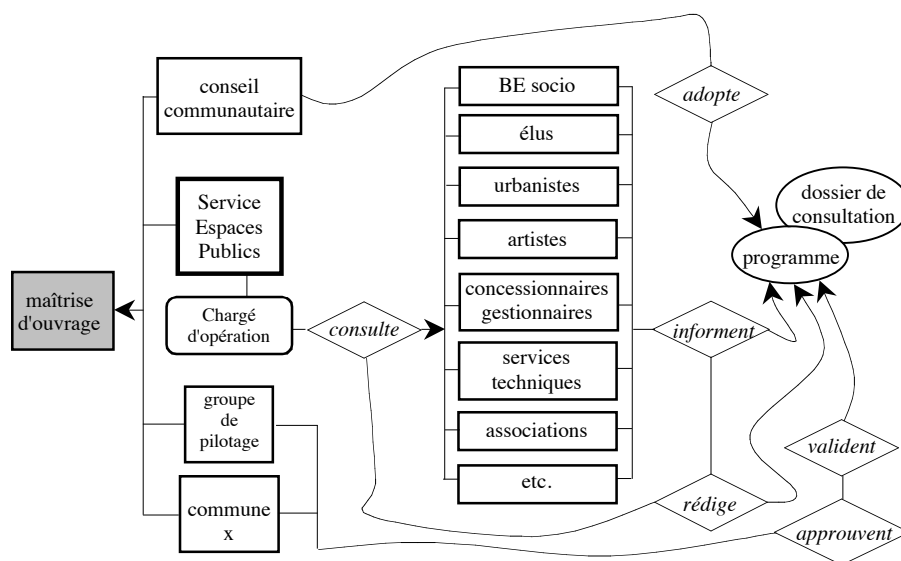 conseil
communautaire
Service
Espaces
Publics
maîtrise
d'ouvrage
Chargé
d'opération
groupe
de
pilotage
commune
x
consulte
BE socio
élus
urbanistes
artistes
concessionnaires
gestionnaires
services
techniques
associations
etc.
adopte
dossier de
consultation
programme
informent
rédige
valident
approuvent